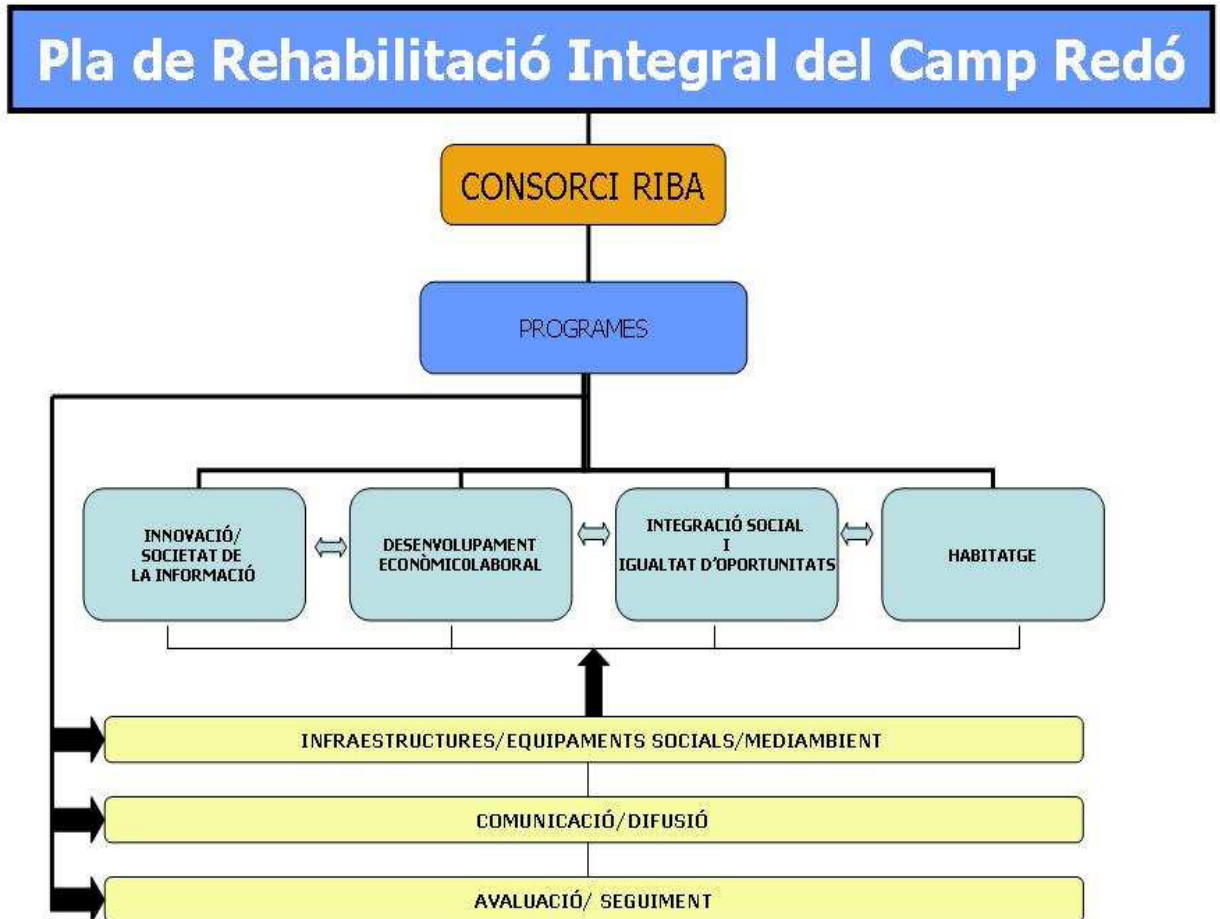 Pla de Rehabilitació Integral del Camp Redó
CONSORCI RIBA
PROGRAMES
INNOVACIÓ/
SOCIETAT DE
LA INFORMACIÓ
DESENVOLUPAMENT
ECONÒMICOLABORAL
INTEGRACIÓ SOCIAL
I
IGUALTAT D'OPORTUNITATS
HABITATGE
INFRAESTRUCTURES/EQUIPAMENTS SOCIALS/MEDIAMBIENT
COMUNICACIÓ/DIFUSIÓ
AVALUACIÓ/ SEGUIMENT